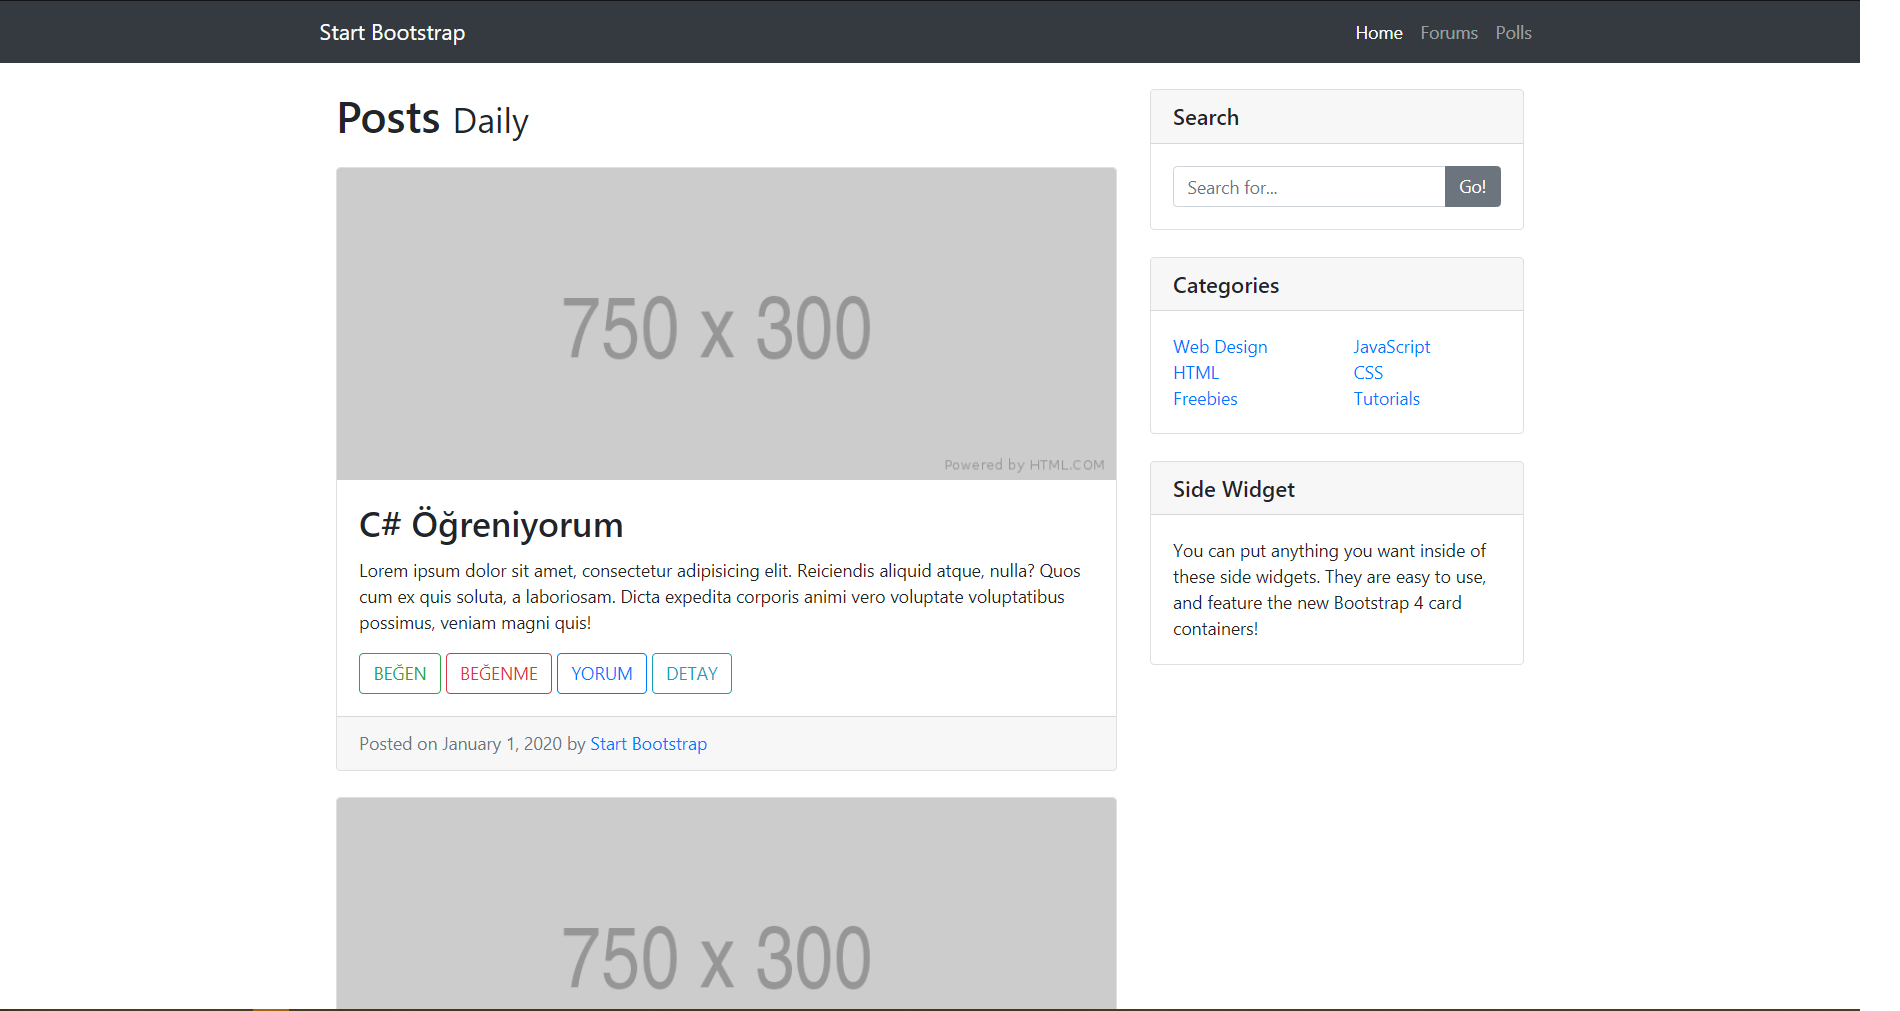 Start Bootstrap
Home Forums Polls
Posts Daily
750 x 300
Powered by HTML.COM
C# Öğreniyorum
Lorem ipsum dolor sit amet, consectetur adipisicing elit. Reiciendis aliquid atque, nulla? Quos
cum ex quis soluta, a laboriosam. Dicta expedita corporis animi vero voluptate voluptatibus
possimus, veniam magni quis!
BEĞEN BEĞENME YORUM DETAY
Posted on January 1, 2020 by Start Bootstrap
750 x 300
Search
Search for... Go!
Categories
Web Design JavaScript
HTML CSS
Freebies Tutorials
Side Widget
You can put anything you want inside of
these side widgets. They are easy to use,
and feature the new Bootstrap 4 card
containers!